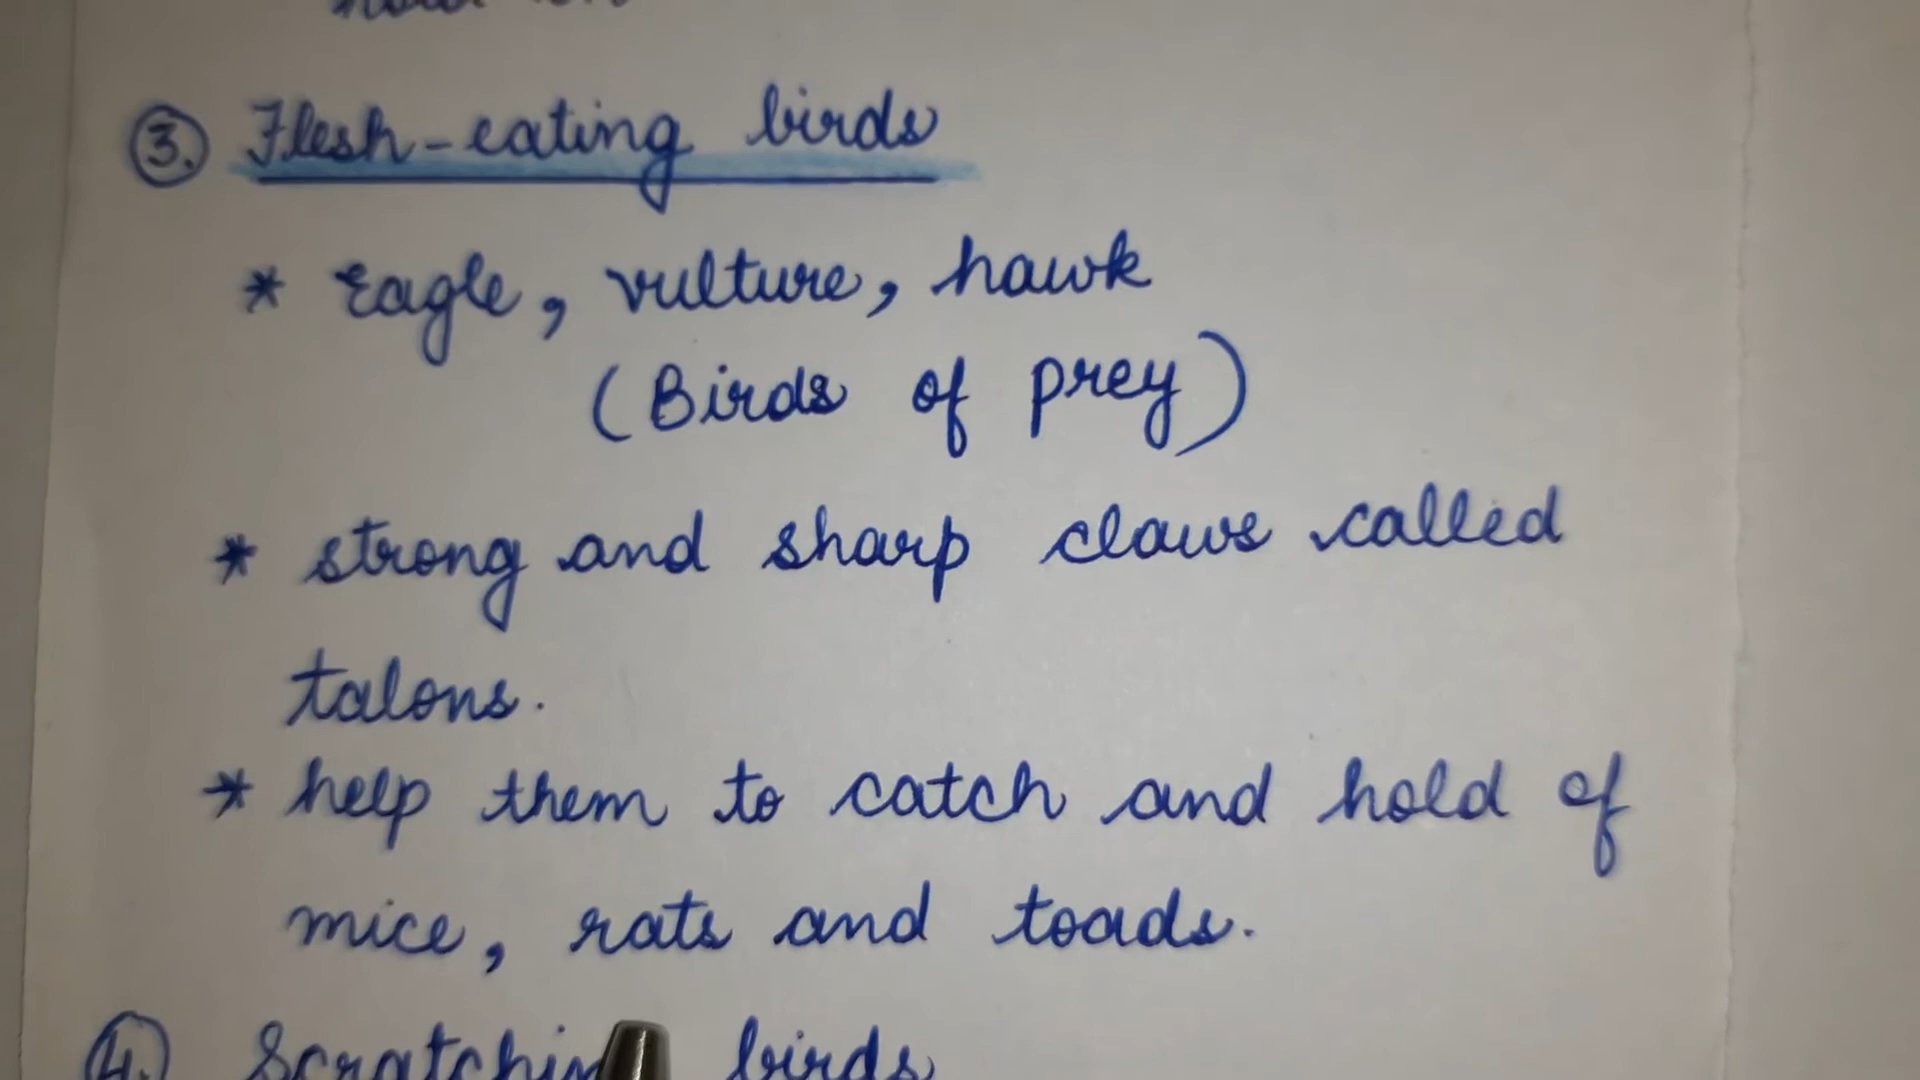 3. Flesh-eating birds
* Eagle, vulture, hawk
(Birds of prey)
* strong and sharp claws called
talons.
* help them to catch and hold of
mice, rats and toads.
4. Scratching birds